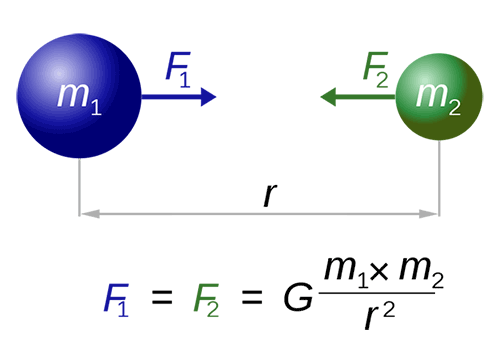 F₁ F₂
m₁ m₂
r
F₁ = F₂ = G m₁ × m₂ / r²